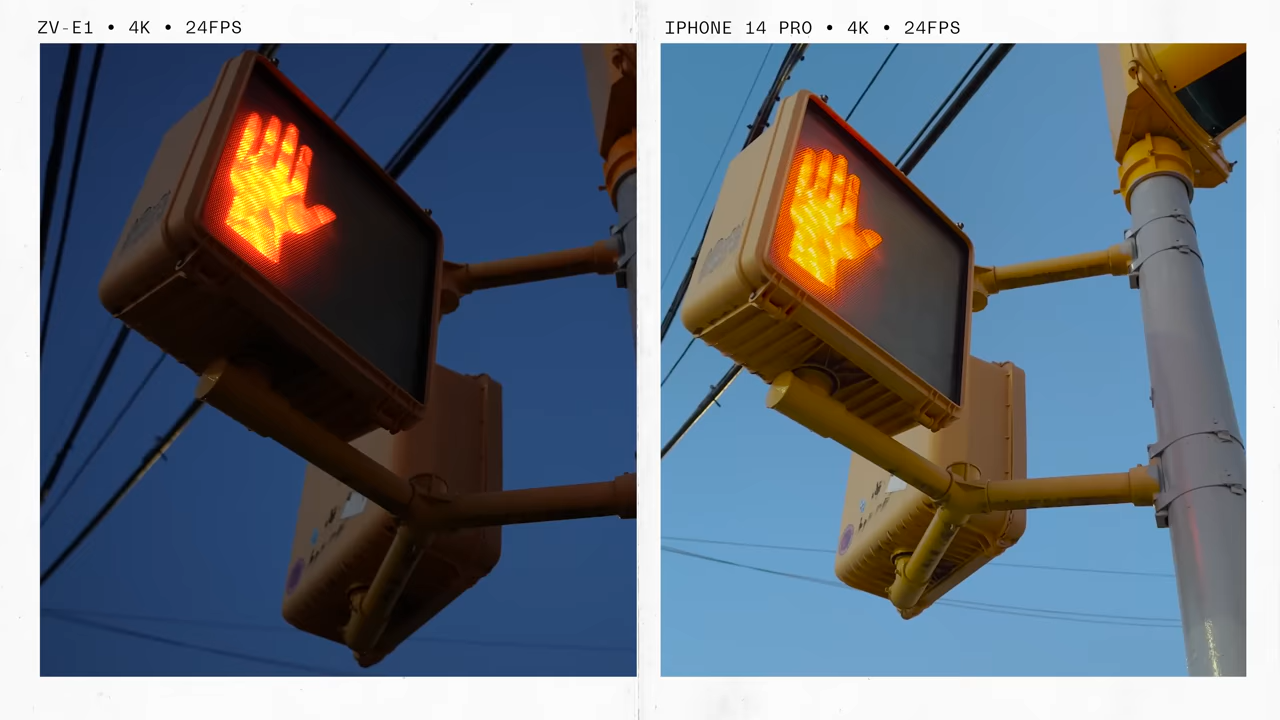 ZV-E1 • 4K • 24FPS
IPHONE 14 PRO • 4K • 24FPS